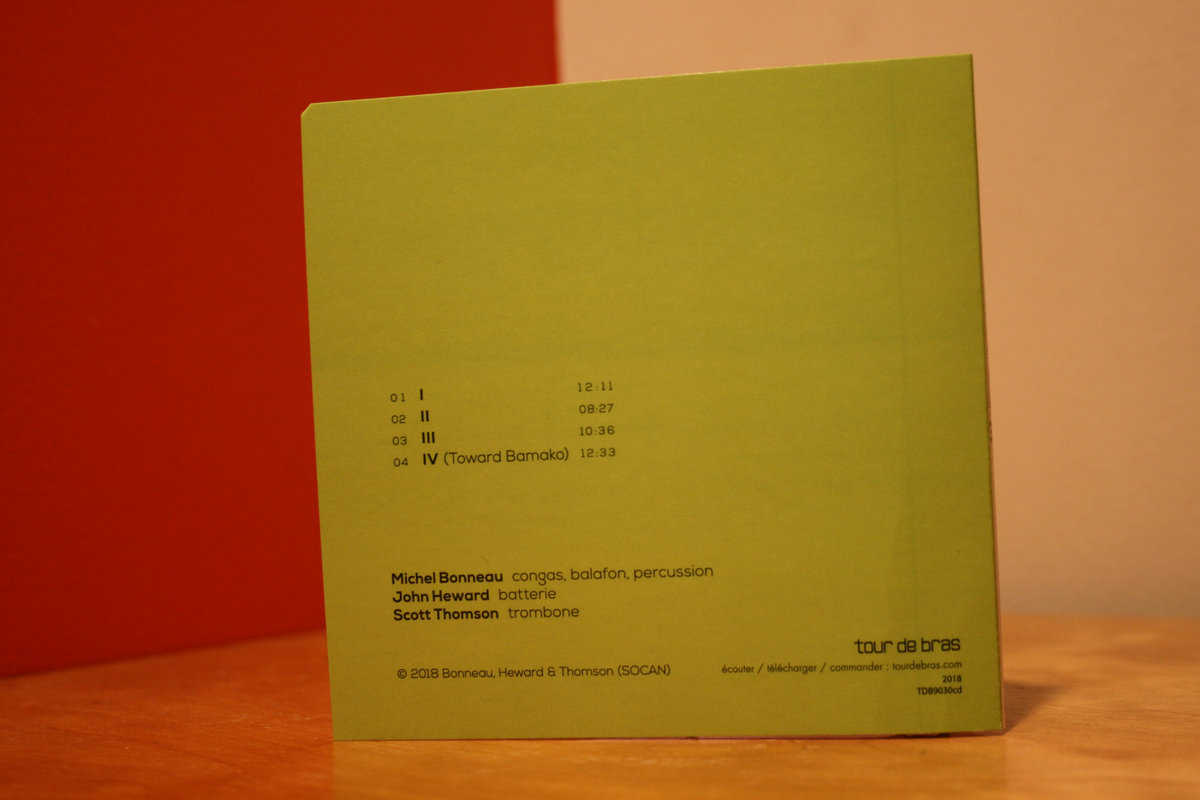 01 I 12:11
02 II 08:27
03 III 10:36
04 IV (Toward Bamako) 12:33
Michel Bonneau congas, balafon, percussion
John Heward batterie
Scott Thomson trombone
© 2018 Bonneau, Heward & Thomson (SOCAN)
tour de bras
écouter / télécharger / commander : tourdebras.com
2018
TDB9030cd